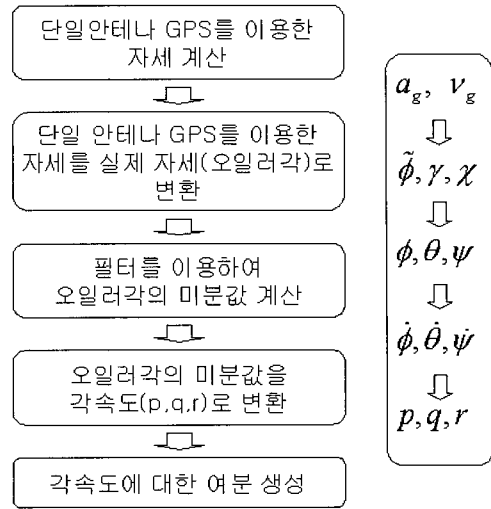 단일안테나 GPS를 이용한
자세 계산
단일 안테나 GPS를 이용한
자세를 실제 자세(오일러각)로
변환
필터를 이용하여
오일러각의 미분값 계산
오일러각의 미분값을
각속도(p,q,r)로 변환
각속도에 대한 여분 생성
a_g, v_g
ϕ̃, γ, χ
ϕ, θ, ψ
ϕ̇, θ̇, ψ̇
p, q, r